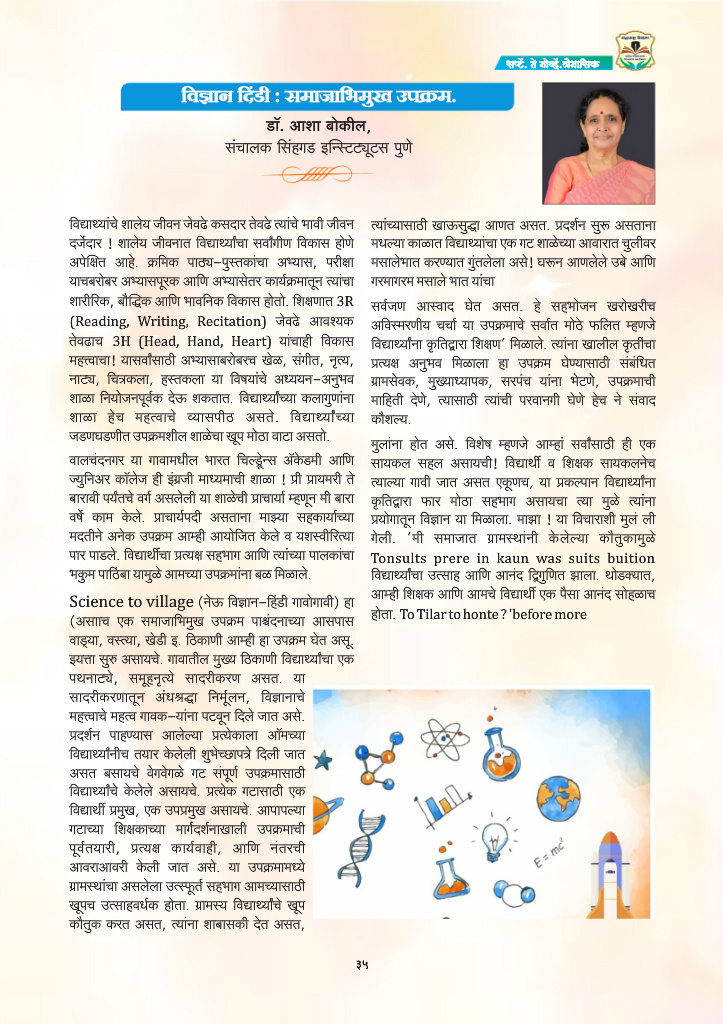 सप्टें. ते नोव्हें. त्रैमासिक
विज्ञान दिंडी : समाजाभिमुख उपक्रम.
डॉ. आशा बोकील,
संचालक सिंहगड इन्स्टिट्यूटस पुणे
विद्यार्थ्यांचे शालेय जीवन जेवढे कसदार तेवढे त्यांचे भावी जीवन
दर्जेदार ! शालेय जीवनात विद्यार्थ्यांचा सर्वांगीण विकास होणे
अपेक्षित आहे. क्रमिक पाठ्य-पुस्तकांचा अभ्यास, परीक्षा
याचबरोबर अभ्यासपूरक आणि अभ्यासेतर कार्यक्रमातून त्यांचा
शारीरिक, बौद्धिक आणि भावनिक विकास होतो. शिक्षणात 3R
(Reading, Writing, Recitation) जेवढे आवश्यक
तेवढाच 3H (Head, Hand, Heart) यांचाही विकास
महत्त्वाचा! यासर्वांसाठी अभ्यासाबरोबरच खेळ, संगीत, नृत्य,
नाट्य, चित्रकला, हस्तकला या विषयांचे अध्ययन-अनुभव
शाळा नियोजनपूर्वक देऊ शकतात. विद्यार्थ्यांच्या कलागुणांना
शाळा हेच महत्वाचे व्यासपीठ असते. विद्यार्थ्यांच्या
जडणघडणीत उपक्रमशील शाळेचा खूप मोठा वाटा असतो.
वालचंदनगर या गावामधील भारत चिल्ड्रेन्स ॲकेडमी आणि
ज्युनिअर कॉलेज ही इंग्रजी माध्यमाची शाळा ! प्री प्रायमरी ते
बारावी पर्यंतचे वर्ग असलेली या शाळेची प्राचार्या म्हणून मी बारा
वर्षे काम केले. प्राचार्यपदी असताना माझ्या सहकार्यांच्या
मदतीने अनेक उपक्रम आम्ही आयोजित केले व यशस्वीरित्या
पार पाडले. विद्यार्थीचा प्रत्यक्ष सहभाग आणि त्यांच्या पालकांचा
भकुम पाठिंबा यामुळे आमच्या उपक्रमांना बळ मिळाले.
Science to village (नेऊ विज्ञान-हिंडी गावोगावी) हा
(असााच एक समाजाभिमुख उपक्रम पाश्चंदनाच्या आसपास
वाड्या, वस्त्या, खेडी इ. ठिकाणी आम्ही हा उपक्रम घेत असू.
इयत्ता सुरु असायचे. गावातील मुख्य ठिकाणी विद्यार्थ्यांचा एक
पथनाट्ये, समूहनृत्ये सादरीकरण असत. या
सादरीकरणातून अंधश्रद्धा निर्मूलन, विज्ञानाचे
महत्त्वाचे महत्व गावक-यांना पटवून दिले जात असे.
प्रदर्शन पाहण्यास आलेल्या प्रत्येकाला ऑमच्या
विद्यार्थ्यांनीच तयार केलेली शुभेच्छापत्रे दिली जात
असत बसायचे वेगवेगळे गट संपूर्ण उपक्रमासाठी
विद्यार्थ्यांचे केलेले असायचे. प्रत्येक गटासाठी एक
विद्यार्थी प्रमुख, एक उपप्रमुख असायचे. आपापल्या
गटाच्या शिक्षकाच्या मार्गदर्शनाखाली उपक्रमाची
पूर्वतयारी, प्रत्यक्ष कार्यवाही, आणि नंतरची
आवराआवरी केली जात असे. या उपक्रमामध्ये
ग्रामस्थांचा असलेला उत्स्फूर्त सहभाग आमच्यासाठी
खूपच उत्साहवर्धक होता. ग्रामस्य विद्यार्थ्यांचे खूप
कौतुक करत असत, त्यांना शाबासकी देत असत,
त्यांच्यासाठी खाऊसुद्धा आणत असत. प्रदर्शन सुरू असताना
मधल्या काळात विद्यार्थ्यांचा एक गट शाळेच्या आवारात चुलीवर
मसालेभात करण्यात गुंतलेला असे! घरून आणलेले उबे आणि
गरमागरम मसाले भात यांचा
सर्वजण आस्वाद घेत असत. हे सहभोजन खरोखरीच
अविस्मरणीय चर्चा या उपक्रमाचे सर्वात मोठे फलित म्हणजे
विद्यार्थ्यांना कृतिद्वारा शिक्षण' मिळाले. त्यांना खालील कृतींचा
प्रत्यक्ष अनुभव मिळाला हा उपक्रम घेण्यासाठी संबंधित
ग्रामसेवक, मुख्याध्यापक, सरपंच यांना भेटणे, उपक्रमाची
माहिती देणे, त्यासाठी त्यांची परवानगी घेणे हेच ने संवाद
कौशल्य.
मुलांना होत असे. विशेष म्हणजे आम्हां सर्वांसाठी ही एक
सायकल सहल असायची! विद्यार्थी व शिक्षक सायकलनेच
त्याल्या गावी जात असत एकूणच, या प्रकल्पान विद्यार्थ्यांना
कृतिद्वारा फार मोठा सहभाग असायचा त्या मुळे त्यांना
प्रयोगातून विज्ञान या मिळाला. माझा ! या विचाराशी मुलं ली
गेली. 'मी समाजात ग्रामस्थांनी केलेल्या कौतुकामुळे
Tonsults prere in kaun was suits buition
विद्यार्थ्यांचा उत्साह आणि आनंद द्विगुणित झाला. थोडक्यात,
आम्ही शिक्षक आणि आमचे विद्यार्थी एक पैसा आनंद सोहळाच
होता. To Tilar to honte ? 'before more
E = mc²
३५